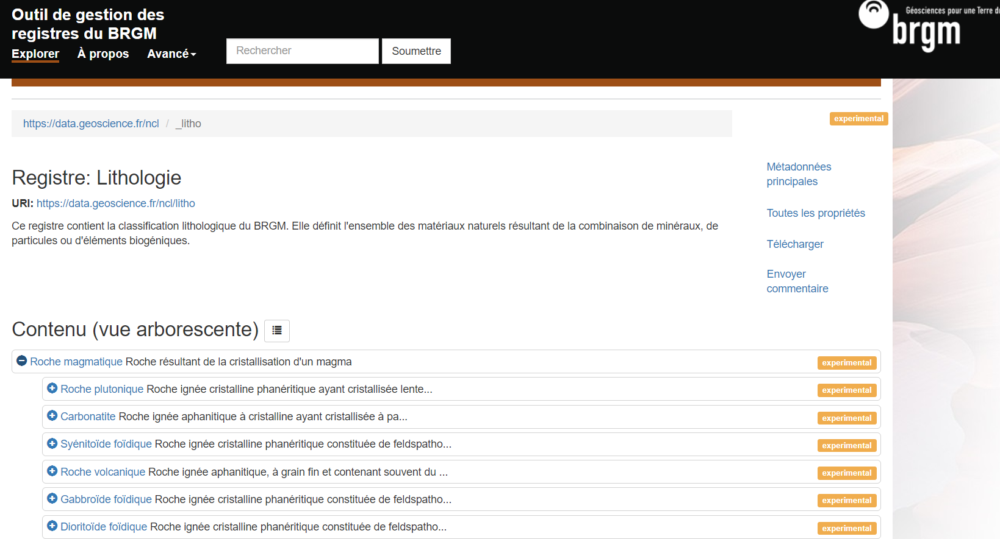 Outil de gestion des
registres du BRGM
Explorer À propos Avancé
Rechercher
Soumettre
Géosciences pour une Terre
brgm
https://data.geoscience.fr/ncl / _litho
experimental
Registre: Lithologie
URI: https://data.geoscience.fr/ncl/litho
Ce registre contient la classification lithologique du BRGM. Elle définit l'ensemble des matériaux naturels résultant de la combinaison de minéraux, de
particules ou d'éléments biogéniques.
Métadonnées
principales
Toutes les propriétés
Télécharger
Envoyer
commentaire
Contenu (vue arborescente)
Roche magmatique Roche résultant de la cristallisation d'un magma experimental
Roche plutonique Roche ignée cristalline phanéritique ayant cristallisée lente... experimental
Carbonatite Roche ignée aphanitique à cristalline ayant cristallisée à pa... experimental
Syénitoïde foïdique Roche ignée cristalline phanéritique constituée de feldspatho... experimental
Roche volcanique Roche ignée aphanitique, à grain fin et contenant souvent du ... experimental
Gabbroïde foïdique Roche ignée cristalline phanéritique constituée de feldspatho... experimental
Dioritoïde foïdique Roche ignée cristalline phanéritique constituée de feldspatho... experimental